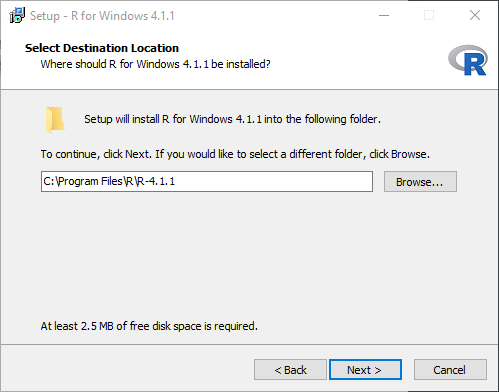 Setup - R for Windows 4.1.1
Select Destination Location
Where should R for Windows 4.1.1 be installed?
R
Setup will install R for Windows 4.1.1 into the following folder.
To continue, click Next. If you would like to select a different folder, click Browse.
C:\Program Files\R\R-4.1.1
Browse...
At least 2.5 MB of free disk space is required.
< Back
Next >
Cancel